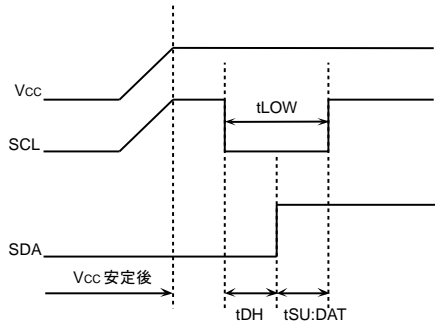 Vcc
tLOW
SCL
SDA
Vcc 安定後
tDH
tSU:DAT